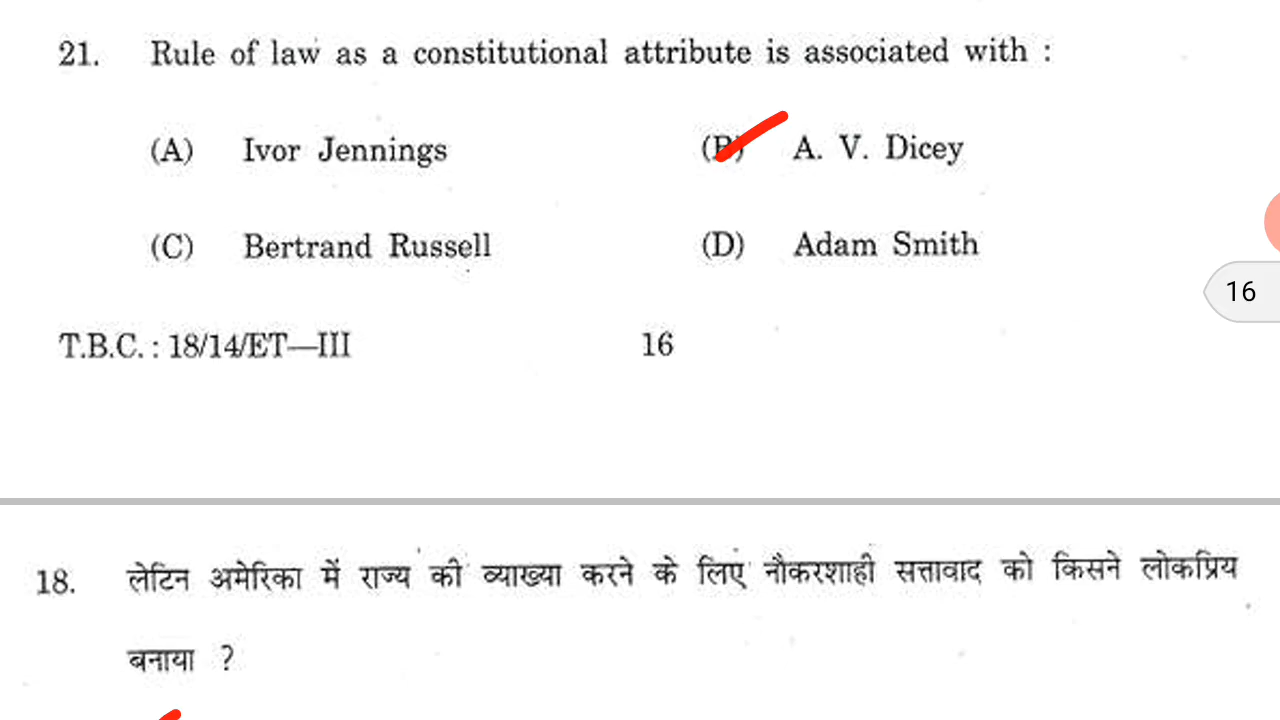 21. Rule of law as a constitutional attribute is associated with :
(A) Ivor Jennings (B) A. V. Dicey
(C) Bertrand Russell (D) Adam Smith
16
T.B.C. : 18/14/ET—III 16
18. लेटिन अमेरिका में राज्य की व्याख्या करने के लिए नौकरशाही सत्तावाद को किसने लोकप्रिय
बनाया ?